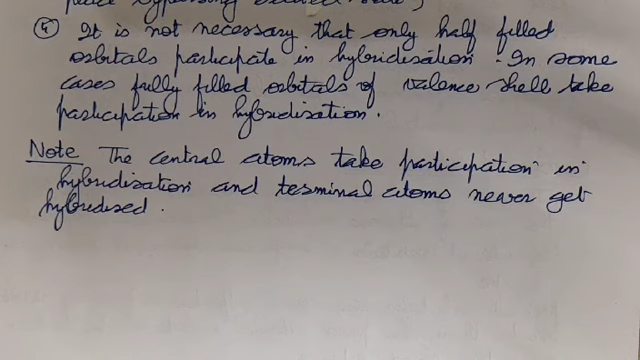 ④ It is not necessary that only half filled
orbitals participate in hybridisation. In some
cases fully filled orbitals of valence shell take
participation in hybridisation.
Note The central atoms take participation in
hybridisation and terminal atoms never get
hybridised.